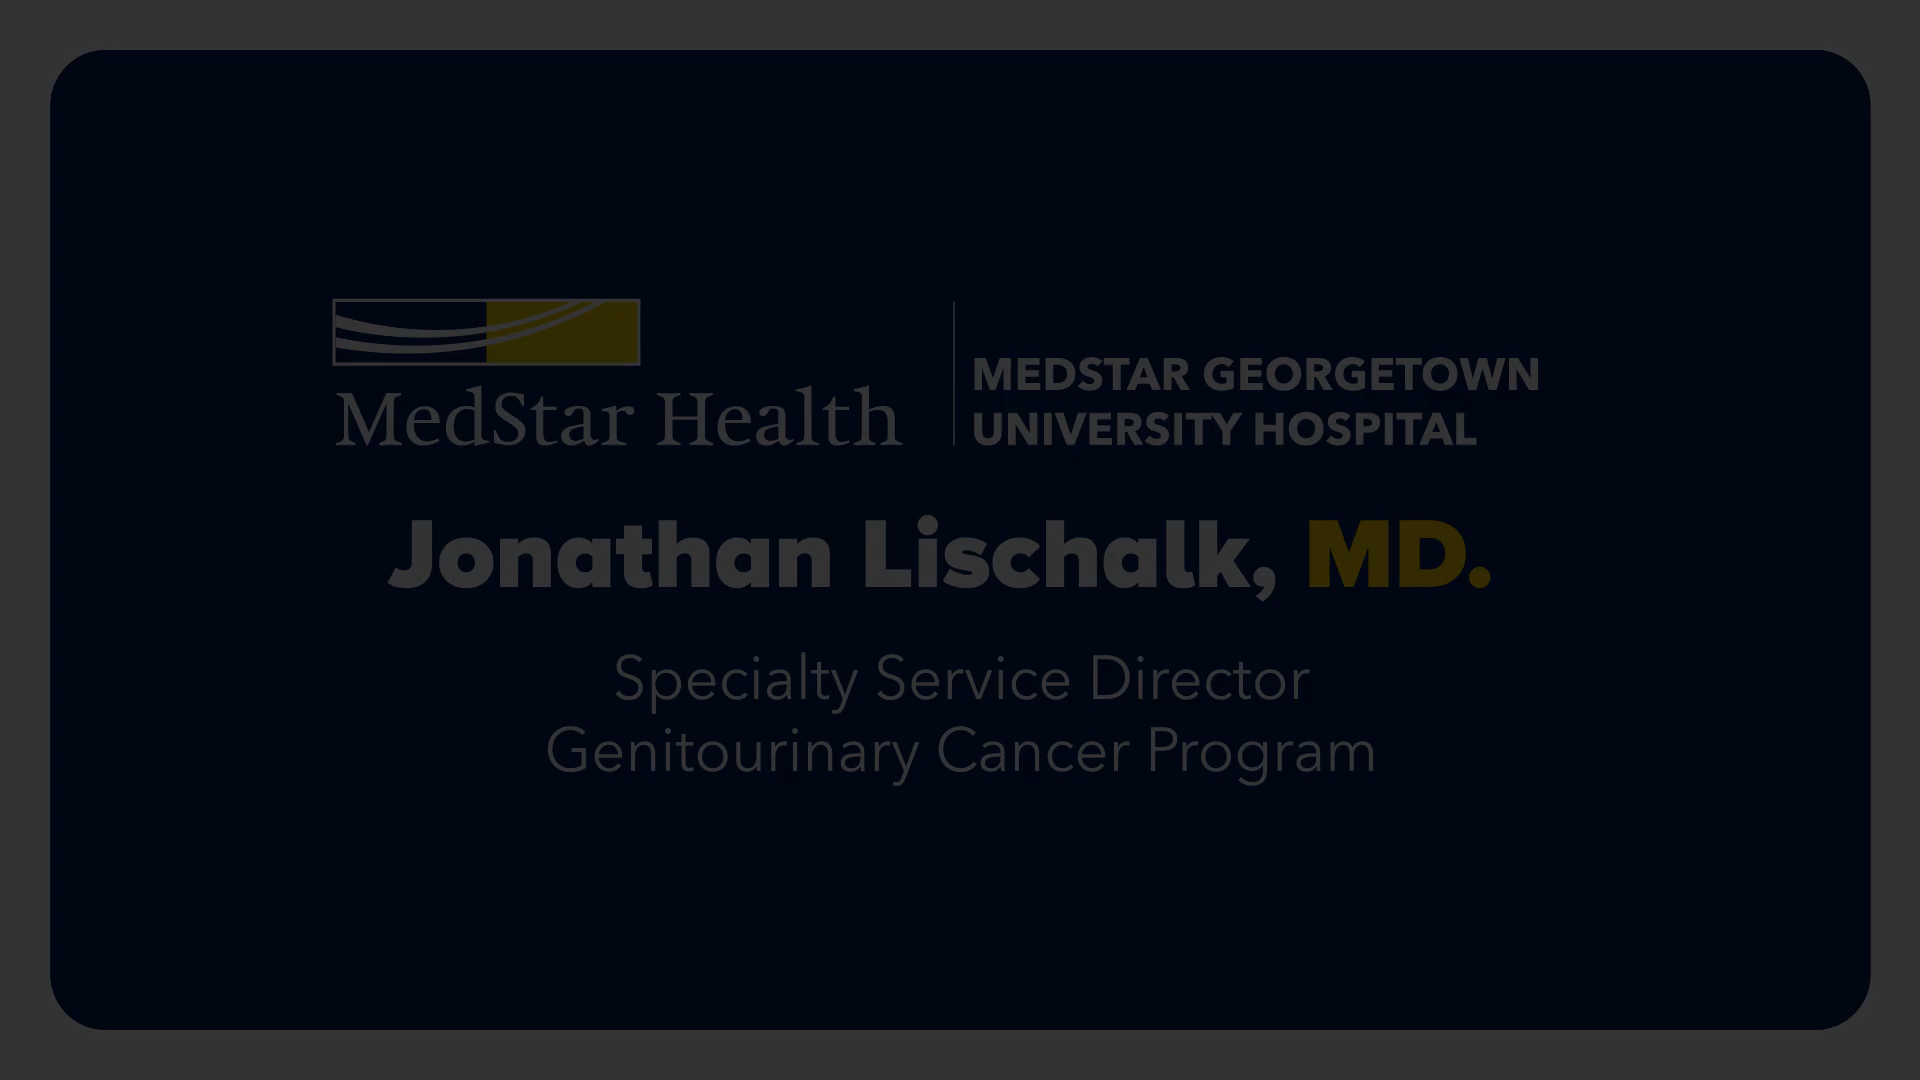 MedStar Health
MEDSTAR GEORGETOWN
UNIVERSITY HOSPITAL
Jonathan Lischalk, MD.
Specialty Service Director
Genitourinary Cancer Program